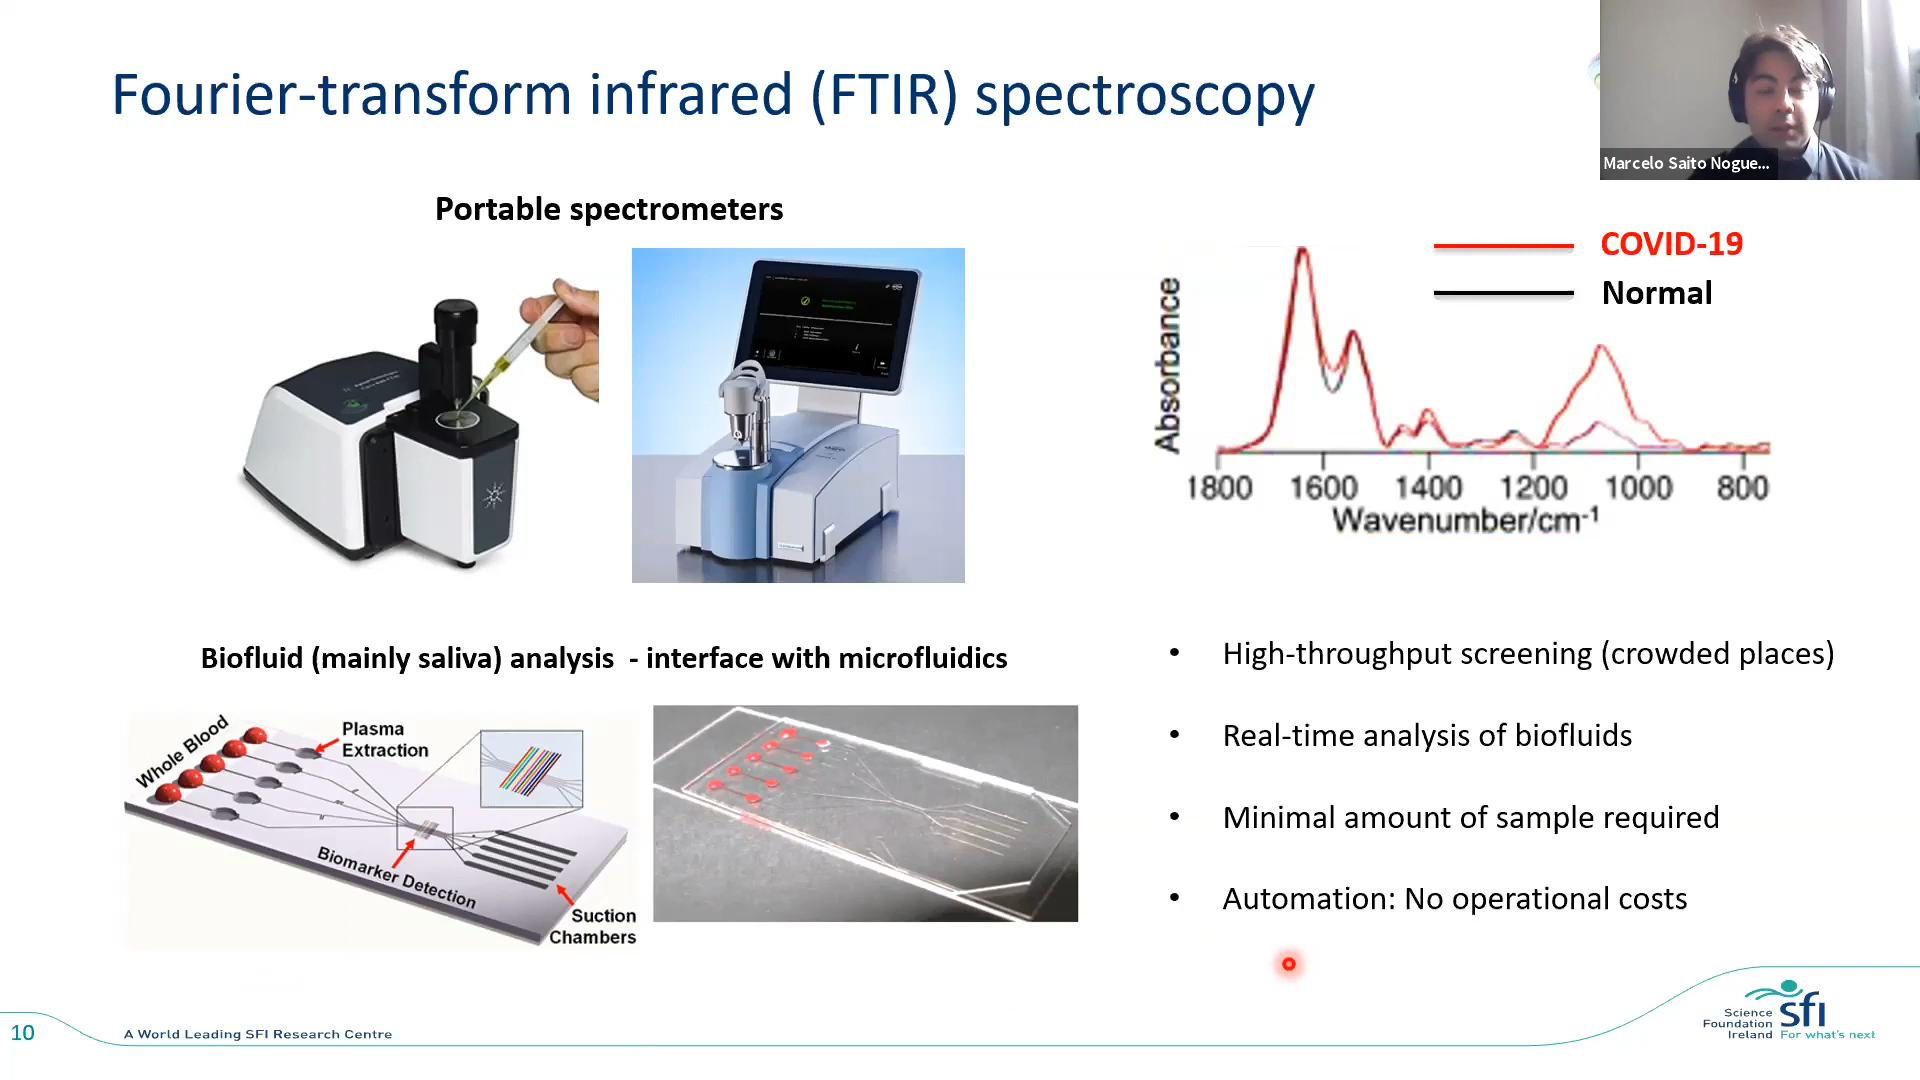 Fourier-transform infrared (FTIR) spectroscopy
Marcelo Saito Nogue...
Portable spectrometers
COVID-19
Normal
Absorbance
1800 1600 1400 1200 1000 800
Wavenumber/cm-1
Biofluid (mainly saliva) analysis - interface with microfluidics
Whole Blood
Plasma
Extraction
Biomarker Detection
Suction
Chambers
• High-throughput screening (crowded places)
• Real-time analysis of biofluids
• Minimal amount of sample required
• Automation: No operational costs
10
A World Leading SFI Research Centre
Science
Foundation
Ireland
sfi
For what's next